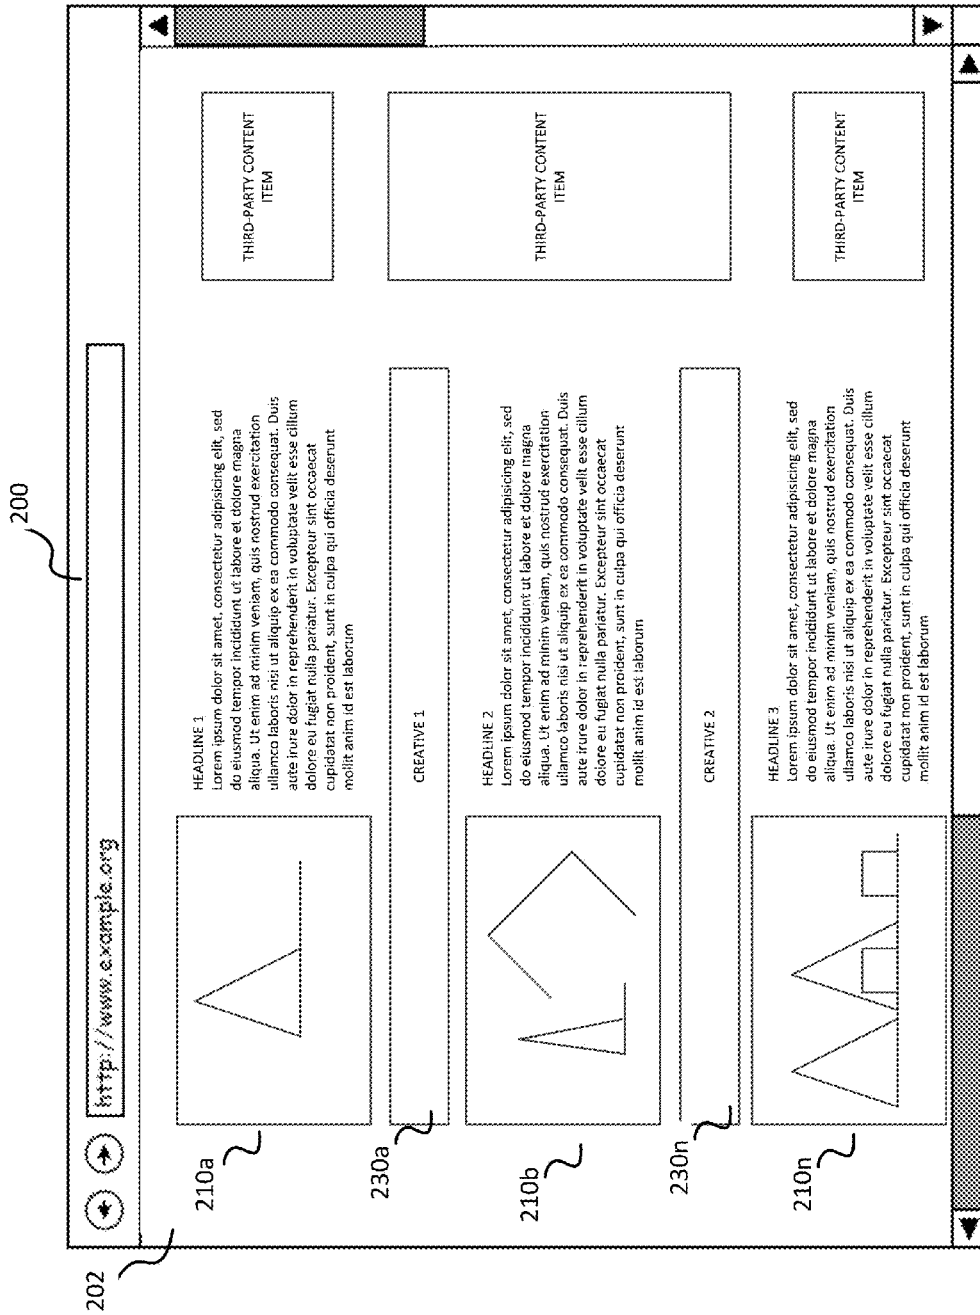 200
202
http://www.example.org
210a
HEADLINE 1
Lorem ipsum dolor sit amet, consectetur adipisicing elit, sed
do eiusmod tempor incididunt ut labore et dolore magna
aliqua. Ut enim ad minim veniam, quis nostrud exercitation
ullamco laboris nisi ut aliquip ex ea commodo consequat. Duis
aute irure dolor in reprehenderit in voluptate velit esse cillum
dolore eu fugiat nulla pariatur. Excepteur sint occaecat
cupidatat non proident, sunt in culpa qui officia deserunt
mollit anim id est laborum
THIRD-PARTY CONTENT
ITEM
230a
CREATIVE 1
210b
HEADLINE 2
Lorem ipsum dolor sit amet, consectetur adipisicing elit, sed
do eiusmod tempor incididunt ut labore et dolore magna
aliqua. Ut enim ad minim veniam, quis nostrud exercitation
ullamco laboris nisi ut aliquip ex ea commodo consequat. Duis
aute irure dolor in reprehenderit in voluptate velit esse cillum
dolore eu fugiat nulla pariatur. Excepteur sint occaecat
cupidatat non proident, sunt in culpa qui officia deserunt
mollit anim id est laborum
THIRD-PARTY CONTENT
ITEM
230n
CREATIVE 2
210n
HEADLINE 3
Lorem ipsum dolor sit amet, consectetur adipisicing elit, sed
do eiusmod tempor incididunt ut labore et dolore magna
aliqua. Ut enim ad minim veniam, quis nostrud exercitation
ullamco laboris nisi ut aliquip ex ea commodo consequat. Duis
aute irure dolor in reprehenderit in voluptate velit esse cillum
dolore eu fugiat nulla pariatur. Excepteur sint occaecat
cupidatat non proident, sunt in culpa qui officia deserunt
mollit anim id est laborum
THIRD-PARTY CONTENT
ITEM